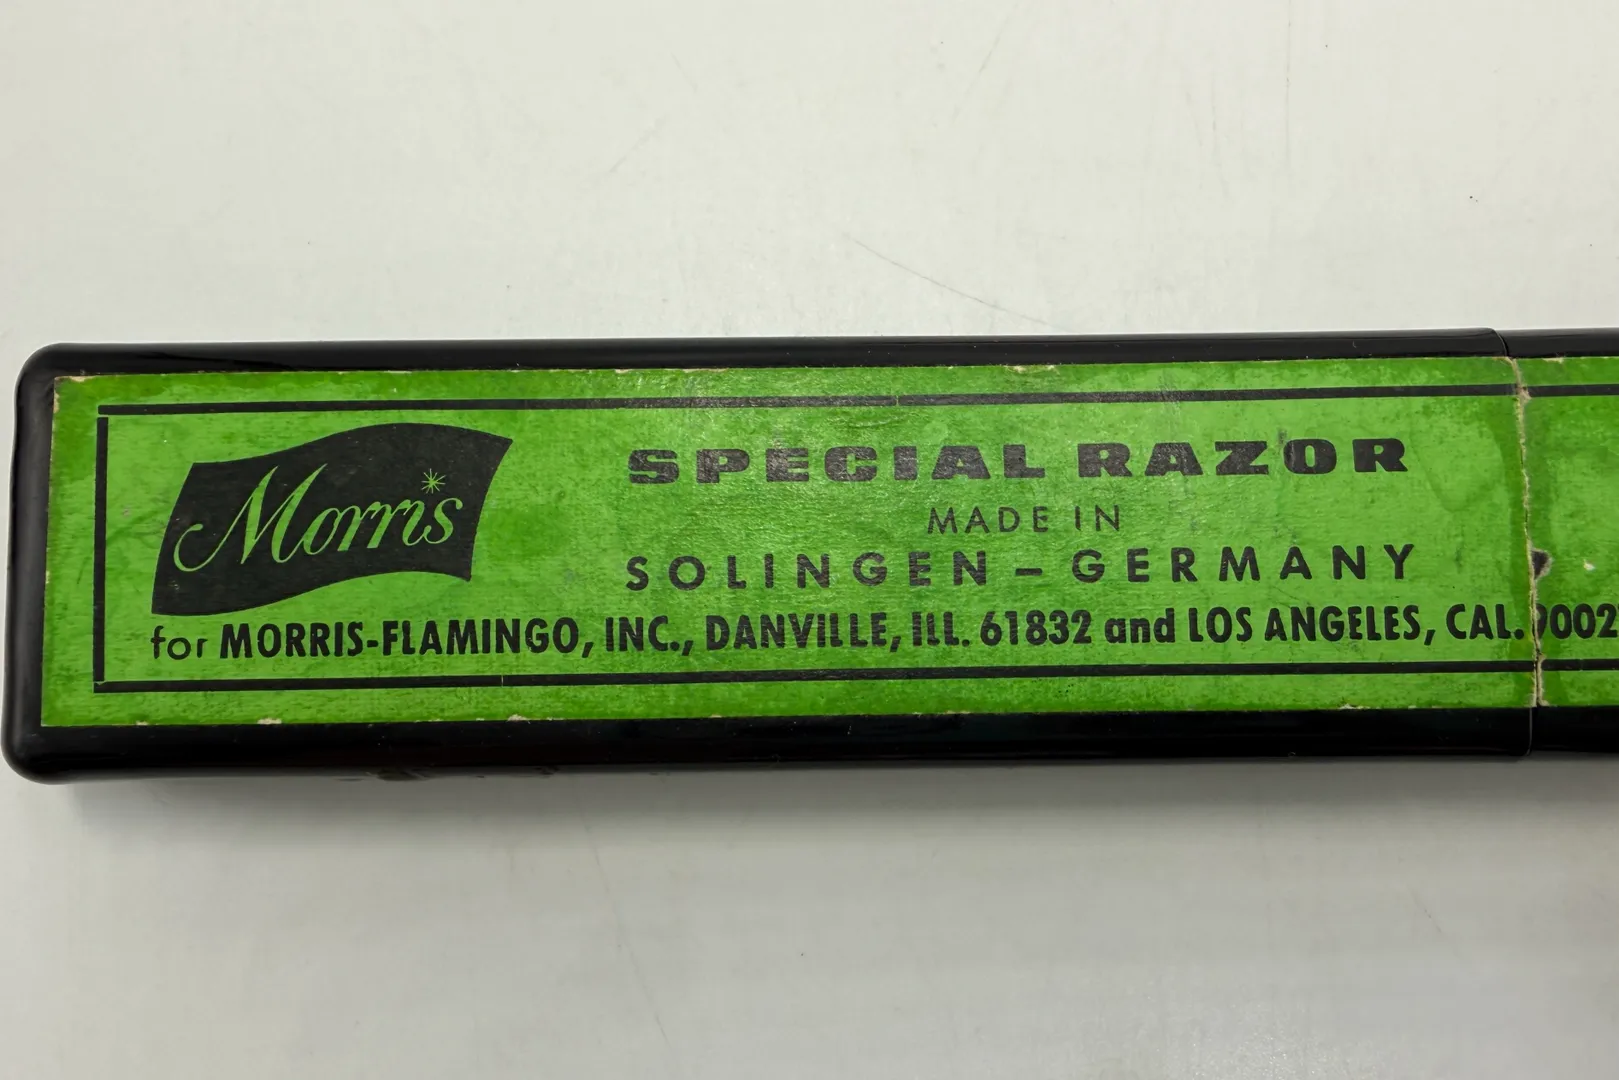 Morris
SPECIAL RAZOR
MADE IN
SOLINGEN – GERMANY
for MORRIS-FLAMINGO, INC., DANVILLE, ILL. 61832 and LOS ANGELES, CAL.